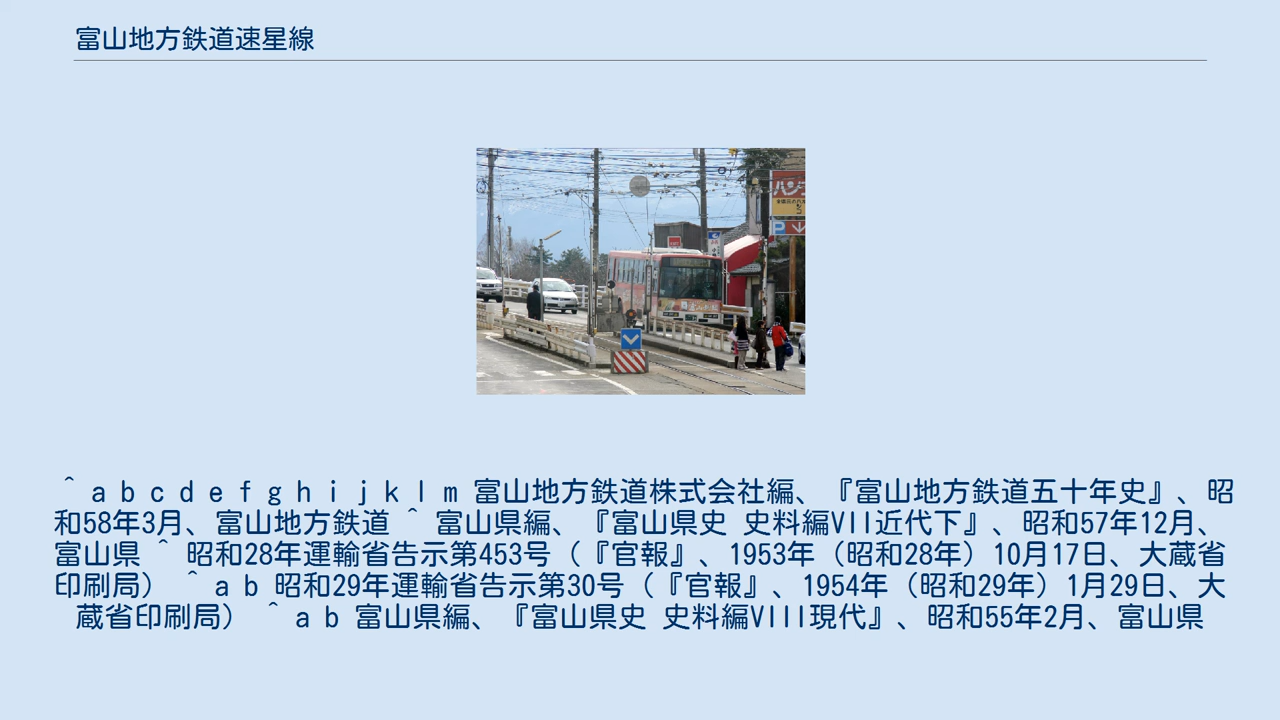 富山地方鉄道速星線
P
^ a b c d e f g h i j k l m 富山地方鉄道株式会社編、『富山地方鉄道五十年史』、昭
和58年3月、富山地方鉄道 ^ 富山県編、『富山県史 史料編VII近代下』、昭和57年12月、
富山県 ^ 昭和28年運輸省告示第453号（『官報』、1953年（昭和28年）10月17日、大蔵省
印刷局） ^ a b 昭和29年運輸省告示第30号（『官報』、1954年（昭和29年）1月29日、大
蔵省印刷局） ^ a b 富山県編、『富山県史 史料編VIII現代』、昭和55年2月、富山県